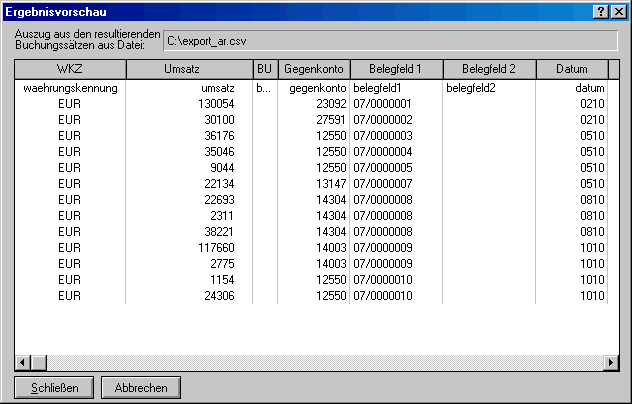 Ergebnisvorschau
Auszug aus den resultierenden
Buchungssätzen aus Datei: C:\export_ar.csv
WKZ Umsatz BU Gegenkonto Belegfeld 1 Belegfeld 2 Datum
waehrungskennung umsatz b... gegenkonto belegfeld1 belegfeld2 datum
EUR 130054 23092 07/0000001 0210
EUR 30100 27591 07/0000002 0210
EUR 36176 12550 07/0000003 0510
EUR 35046 12550 07/0000004 0510
EUR 9044 12550 07/0000005 0510
EUR 22134 13147 07/0000007 0510
EUR 22693 14304 07/0000008 0810
EUR 2311 14304 07/0000008 0810
EUR 38221 14304 07/0000008 0810
EUR 117660 14003 07/0000009 1010
EUR 2775 14003 07/0000009 1010
EUR 1154 12550 07/0000010 1010
EUR 24306 12550 07/0000010 1010
Schließen Abbrechen